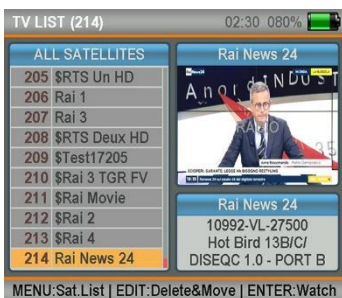 TV LIST (214)
02:30 080%
ALL SATELLITES
205 $RTS Un HD
206 Rai 1
207 Rai 3
208 $RTS Deux HD
209 $Test17205
210 $Rai 3 TGR FV
211 $Rai Movie
212 $Rai 2
213 $Rai 4
214 Rai News 24
Rai News 24
RADIO
35
Rai News 24
10992-VL-27500
Hot Bird 13B/C/
DISEQC 1.0 - PORT B
MENU:Sat.List | EDIT:Delete&Move | ENTER:Watch